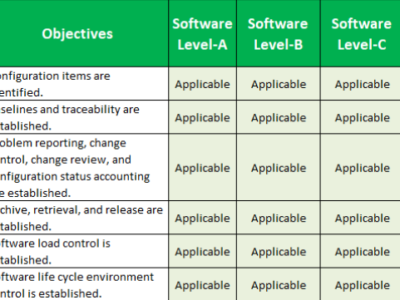 Objectives
Software Level-A
Software Level-B
Software Level-C
onfiguration items are
entified.
Applicable
Applicable
Applicable
selines and traceability are
tablished.
Applicable
Applicable
Applicable
oblem reporting, change
ntrol, change review, and
nfiguration status accounting
e established.
Applicable
Applicable
Applicable
chive, retrieval, and release are
tablished.
Applicable
Applicable
Applicable
ftware load control is
tablished.
Applicable
Applicable
Applicable
ftware life cycle environment
ntrol is established.
Applicable
Applicable
Applicable